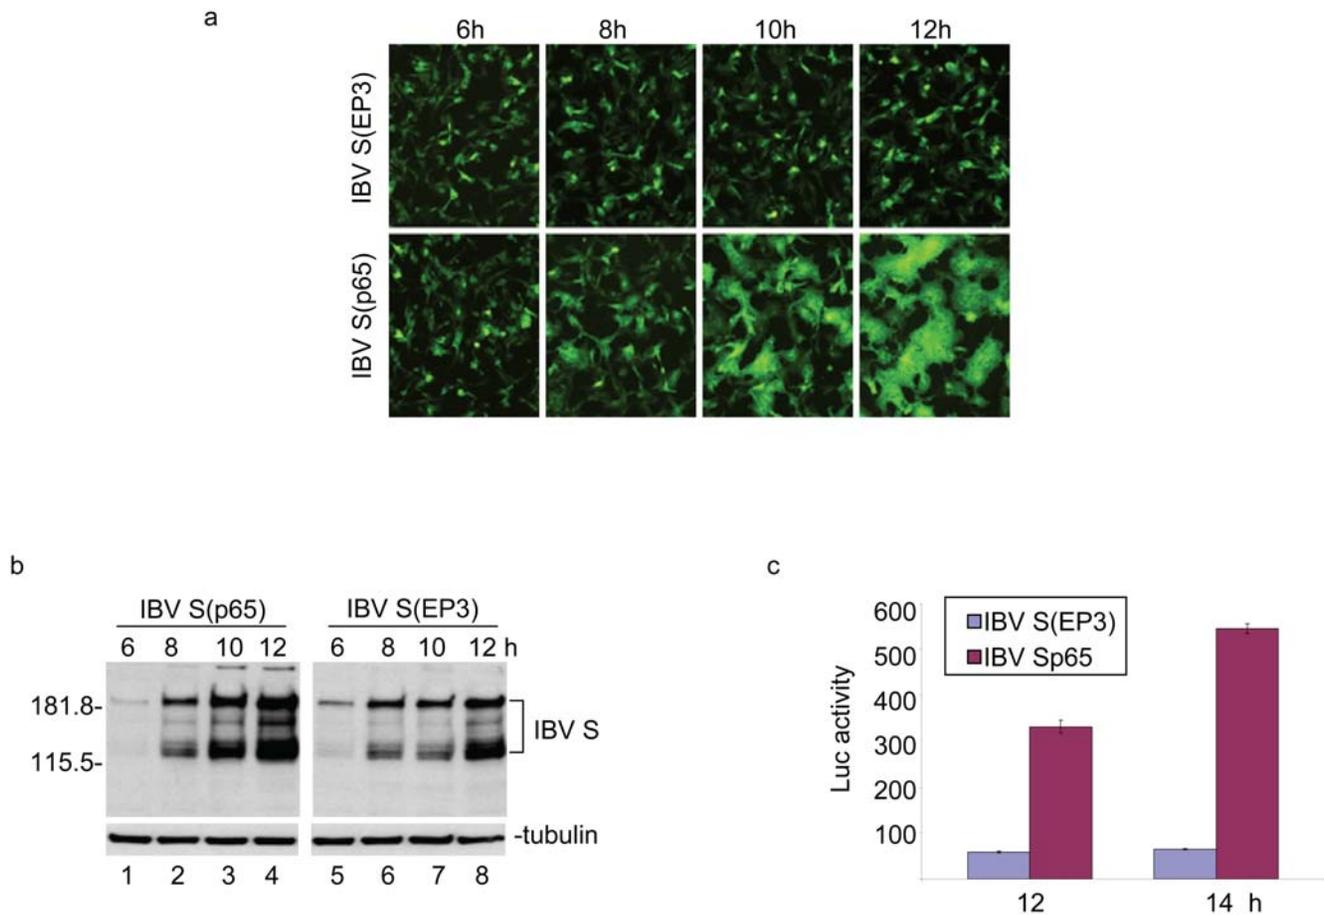 a
6h 8h 10h 12h
IBV S(EP3)
IBV S(p65)
b
IBV S(p65) IBV S(EP3)
6 8 10 12 6 8 10 12 h
181.8-
115.5-
IBV S
-tubulin
1 2 3 4 5 6 7 8
c
600
500
400
300
200
100
Luc activity
IBV S(EP3)
IBV Sp65
12 14 h